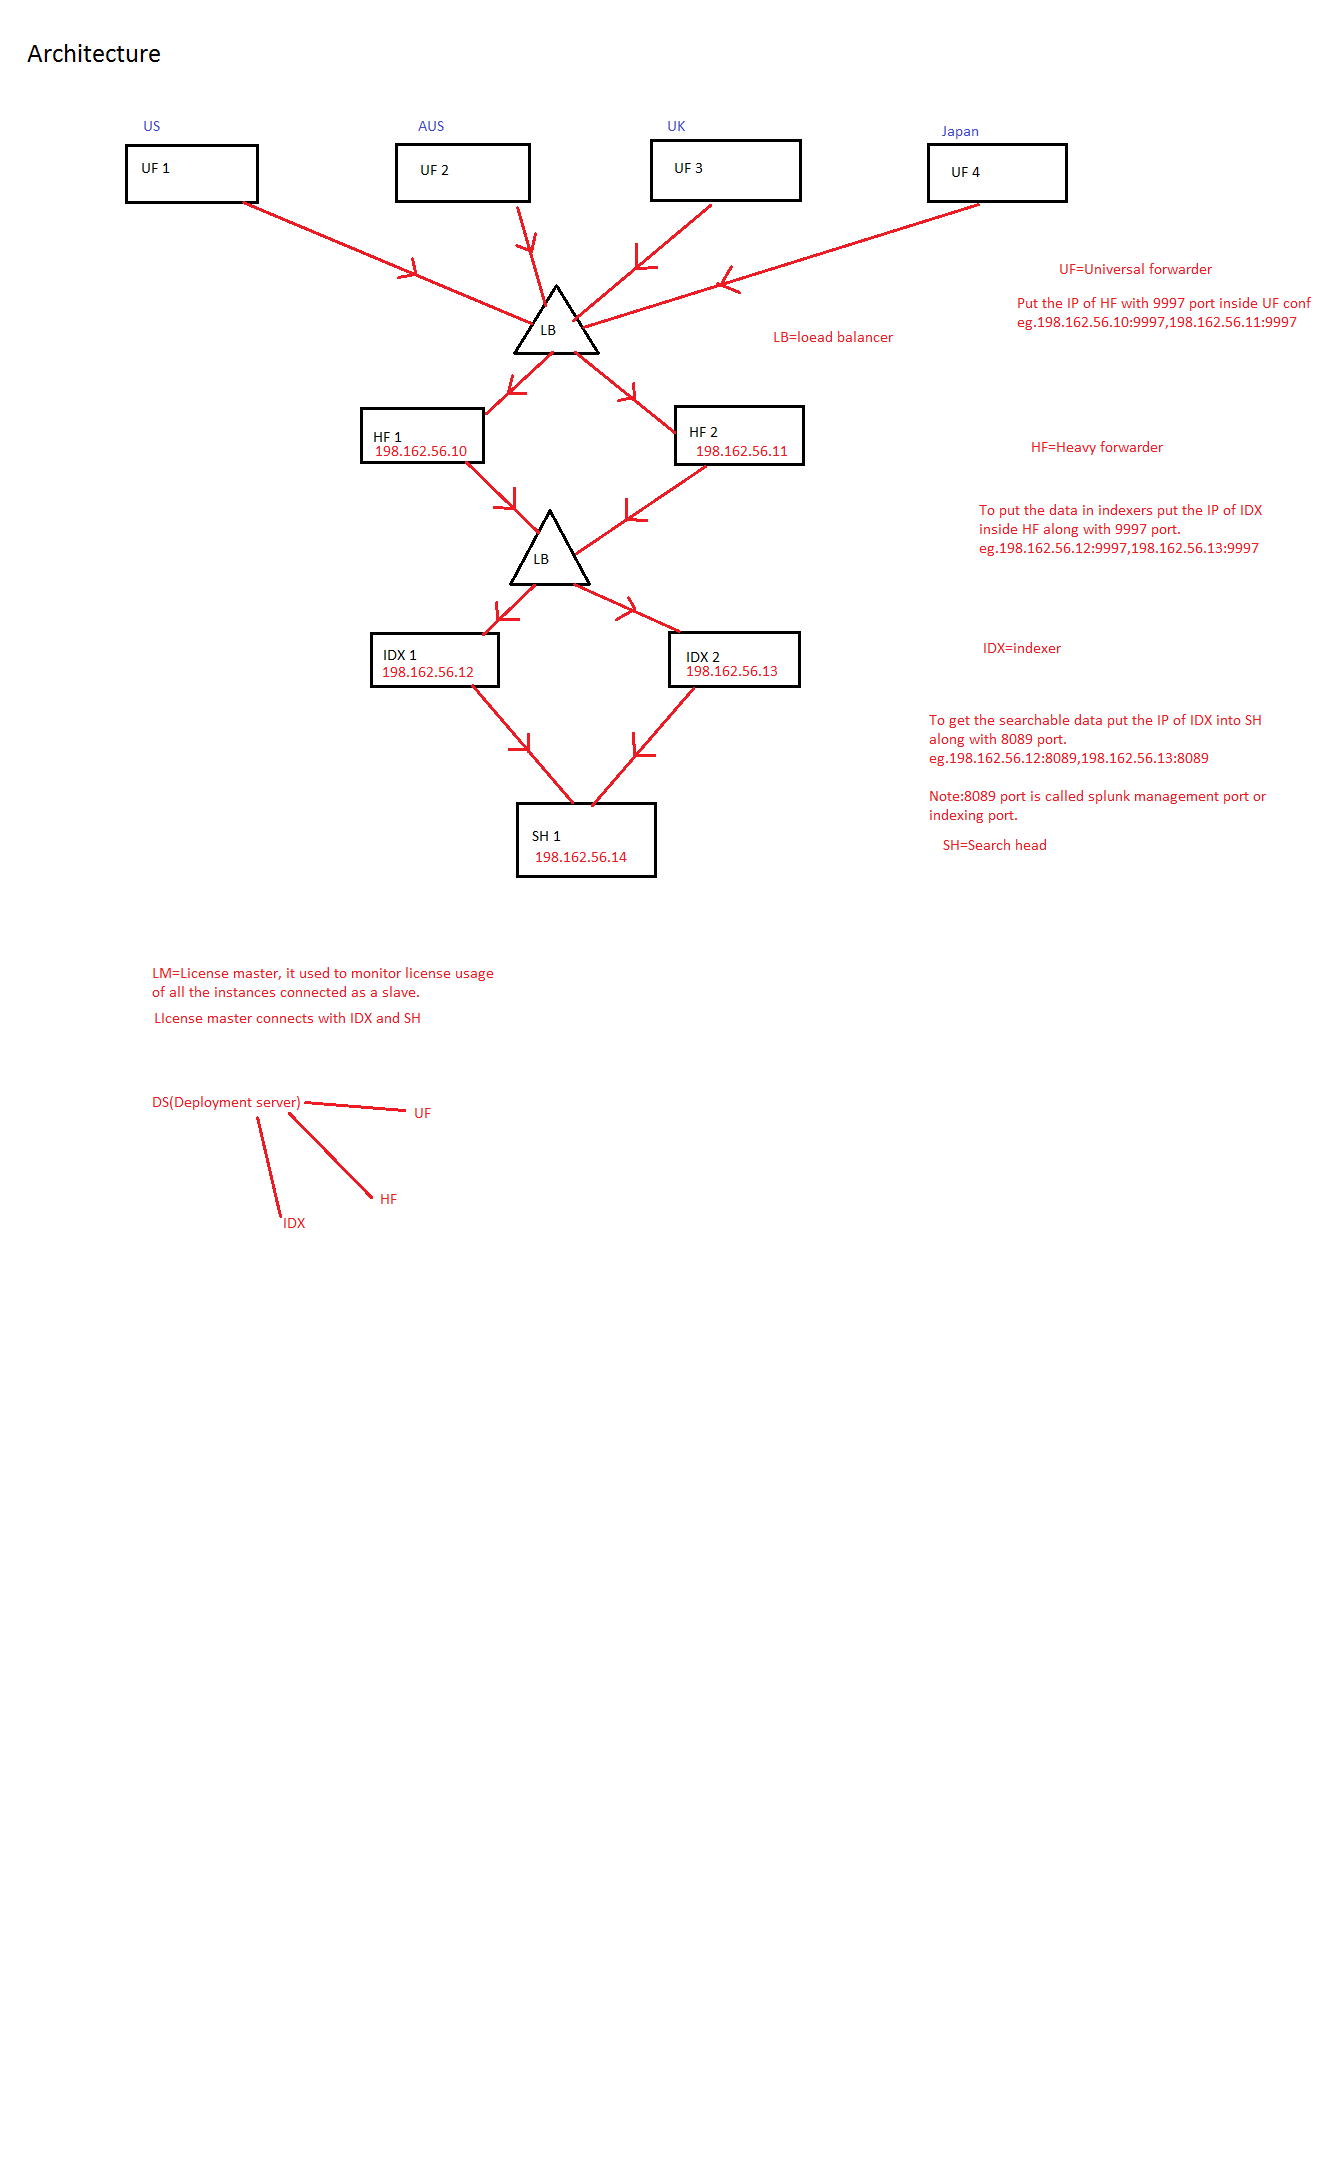 Architecture
US
AUS
UK
Japan
UF 1
UF 2
UF 3
UF 4
UF=Universal forwarder
Put the IP of HF with 9997 port inside UF conf
eg.198.162.56.10:9997,198.162.56.11:9997
LB
LB=loead balancer
HF 1
198.162.56.10
HF 2
198.162.56.11
HF=Heavy forwarder
To put the data in indexers put the IP of IDX
inside HF along with 9997 port.
eg.198.162.56.12:9997,198.162.56.13:9997
LB
IDX 1
198.162.56.12
IDX 2
198.162.56.13
IDX=indexer
To get the searchable data put the IP of IDX into SH
along with 8089 port.
eg.198.162.56.12:8089,198.162.56.13:8089
Note:8089 port is called splunk management port or
indexing port.
SH 1
198.162.56.14
SH=Search head
LM=License master, it used to monitor license usage
of all the instances connected as a slave.
LIcense master connects with IDX and SH
DS(Deployment server)
UF
HF
IDX